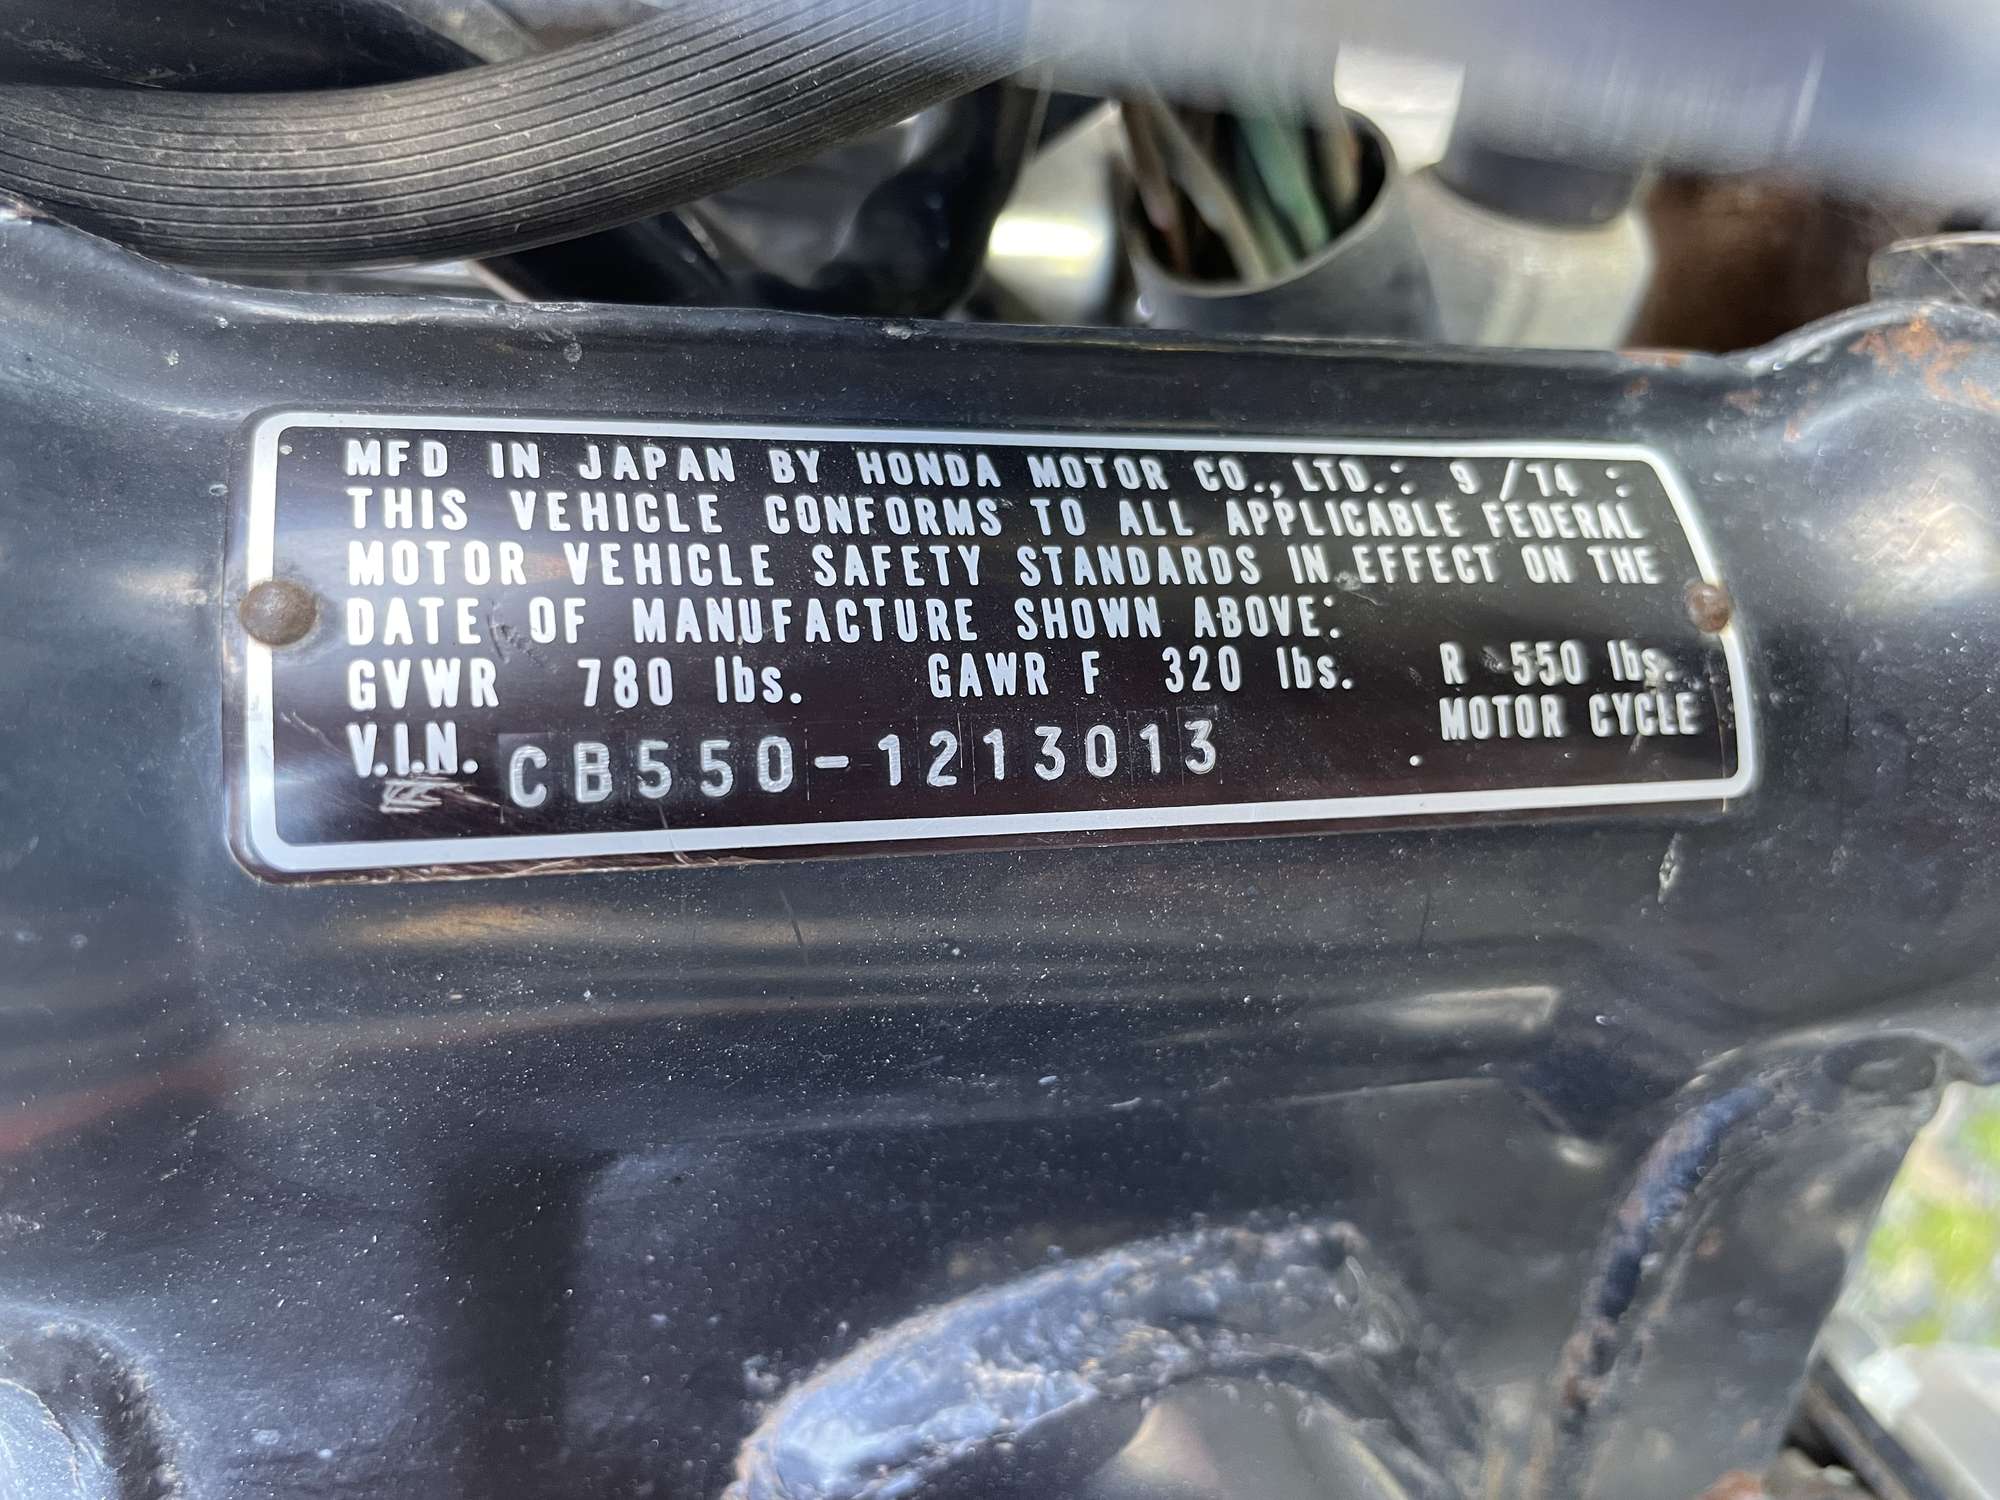 MFD IN JAPAN BY HONDA MOTOR CO., LTD.: 9 / 74 :
THIS VEHICLE CONFORMS TO ALL APPLICABLE FEDERAL
MOTOR VEHICLE SAFETY STANDARDS IN EFFECT ON THE
DATE OF MANUFACTURE SHOWN ABOVE:
GVWR 780 lbs. GAWR F 320 lbs. R 550 lbs.
V.I.N. CB550-1213013 MOTOR CYCLE